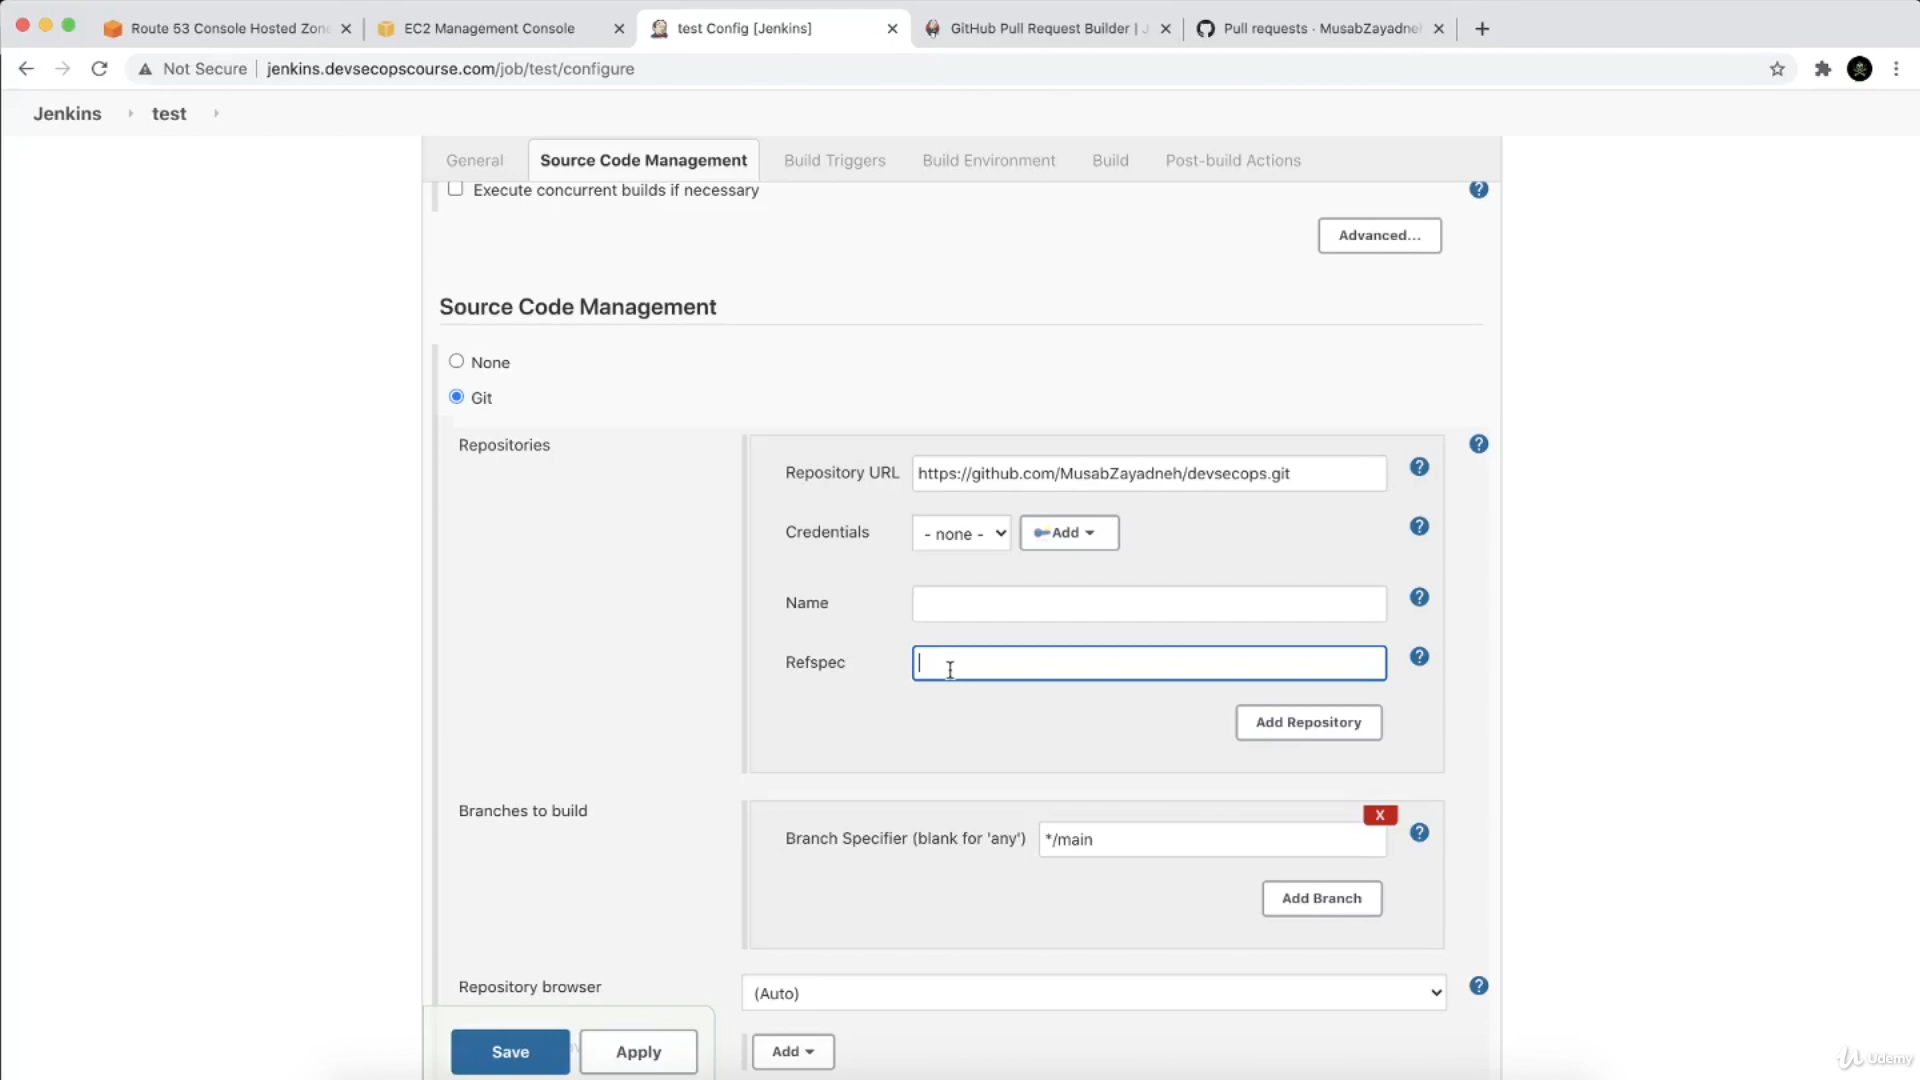 Route 53 Console Hosted Zone
EC2 Management Console
test Config [Jenkins]
GitHub Pull Request Builder | J
Pull requests · MusabZayadneh
Not Secure
jenkins.devsecopscourse.com/job/test/configure
Jenkins
test
General
Source Code Management
Build Triggers
Build Environment
Build
Post-build Actions
Execute concurrent builds if necessary
Advanced...
Source Code Management
None
Git
Repositories
Repository URL
https://github.com/MusabZayadneh/devsecops.git
Credentials
- none -
Add
Name
Refspec
Add Repository
Branches to build
X
Branch Specifier (blank for 'any')
*/main
Add Branch
Repository browser
(Auto)
Save
Apply
Add
Udemy